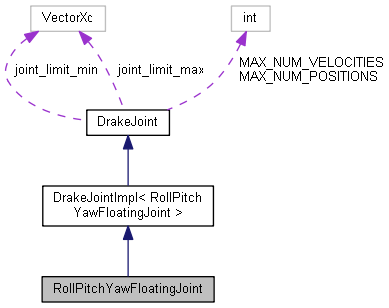 VectorXd
int
joint_limit_min
joint_limit_max
MAX_NUM_VELOCITIES
MAX_NUM_POSITIONS
DrakeJoint
DrakeJointImpl< RollPitch
YawFloatingJoint >
RollPitchYawFloatingJoint